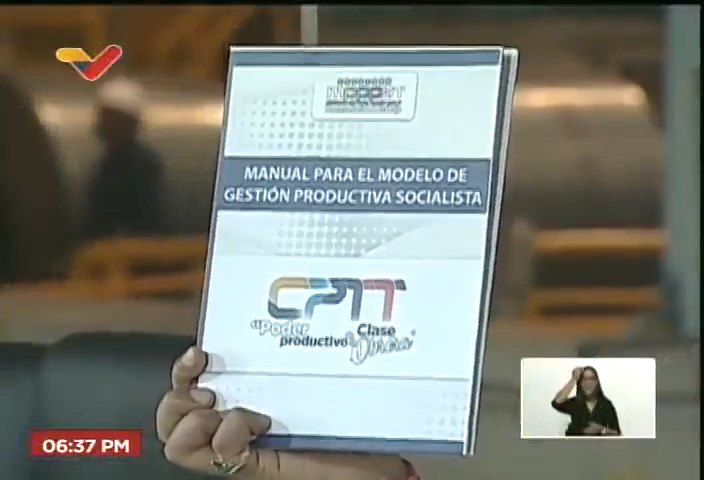 MANUAL PARA EL MODELO DE
GESTIÓN PRODUCTIVA SOCIALISTA
CPTT
"Poder Clase
productivo Obrera"
06:37 PM